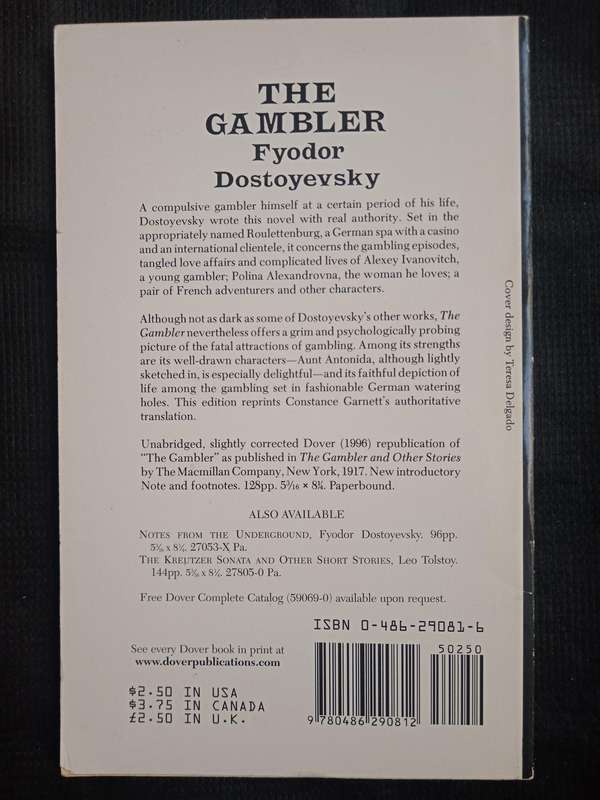 THE
GAMBLER
Fyodor
Dostoyevsky
A compulsive gambler himself at a certain period of his life,
Dostoyevsky wrote this novel with real authority. Set in the
appropriately named Roulettenburg, a German spa with a casino
and an international clientele, it concerns the gambling episodes,
tangled love affairs and complicated lives of Alexey Ivanovitch,
a young gambler; Polina Alexandrovna, the woman he loves; a
pair of French adventurers and other characters.
Although not as dark as some of Dostoyevsky's other works, The
Gambler nevertheless offers a grim and psychologically probing
picture of the fatal attractions of gambling. Among its strengths
are its well-drawn characters—Aunt Antonida, although lightly
sketched in, is especially delightful—and its faithful depiction of
life among the gambling set in fashionable German watering
holes. This edition reprints Constance Garnett's authoritative
translation.
Unabridged, slightly corrected Dover (1996) republication of
"The Gambler" as published in The Gambler and Other Stories
by The Macmillan Company, New York, 1917. New introductory
Note and footnotes. 128pp. 5³⁄₁₆ × 8¼. Paperbound.
ALSO AVAILABLE
NOTES FROM THE UNDERGROUND, Fyodor Dostoyevsky. 96pp.
x 8¼. 27053-X Pa.
THE KREUTZER SONATA AND OTHER SHORT STORIES, Leo Tolstoy.
144pp. x 8¼. 27805-0 Pa.
Free Dover Complete Catalog (59069-0) available upon request.
ISBN 0-486-29081-6
See every Dover book in print at
www.doverpublications.com
50250
$2.50 IN USA
$3.75 IN CANADA
£2.50 IN U.K.
9 780486 290812
Cover design by Teresa Delgado